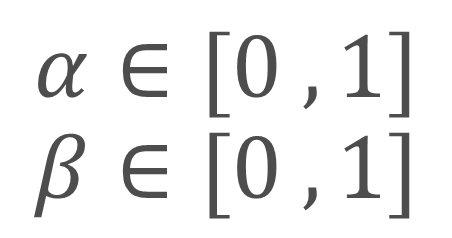 α ∈ [0 , 1]
β ∈ [0 , 1]